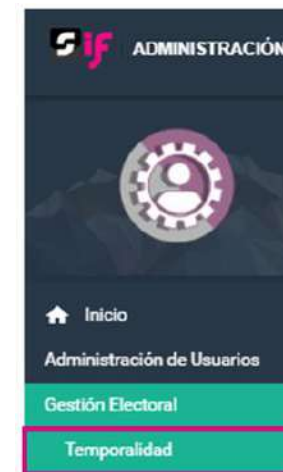 Sif ADMINISTRACIÓN
Inicio
Administración de Usuarios
Gestión Electoral
Temporalidad